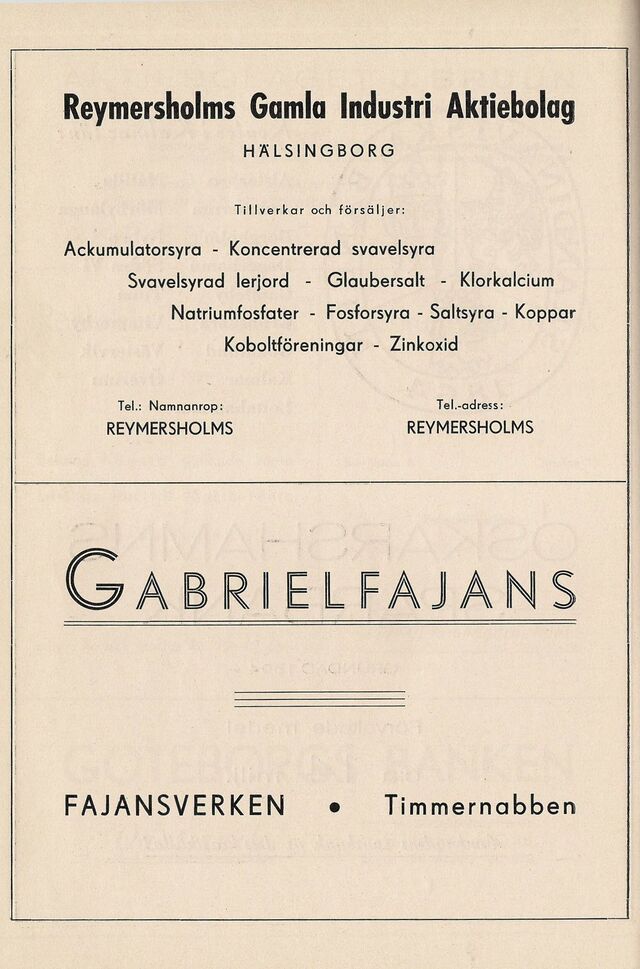 Reymersholms Gamla Industri Aktiebolag
HÄLSINGBORG
Tillverkar och försäljer:
Ackumulatorsyra - Koncentrerad svavelsyra
Svavelsyrad lerjord - Glaubersalt - Klorkalcium
Natriumfosfater - Fosforsyra - Saltsyra - Koppar
Koboltföreningar - Zinkoxid
Tel.: Namnanrop:
REYMERSHOLMS
Tel.-adress:
REYMERSHOLMS
GABRIELFAJANS
FAJANSVERKEN • Timmernabben